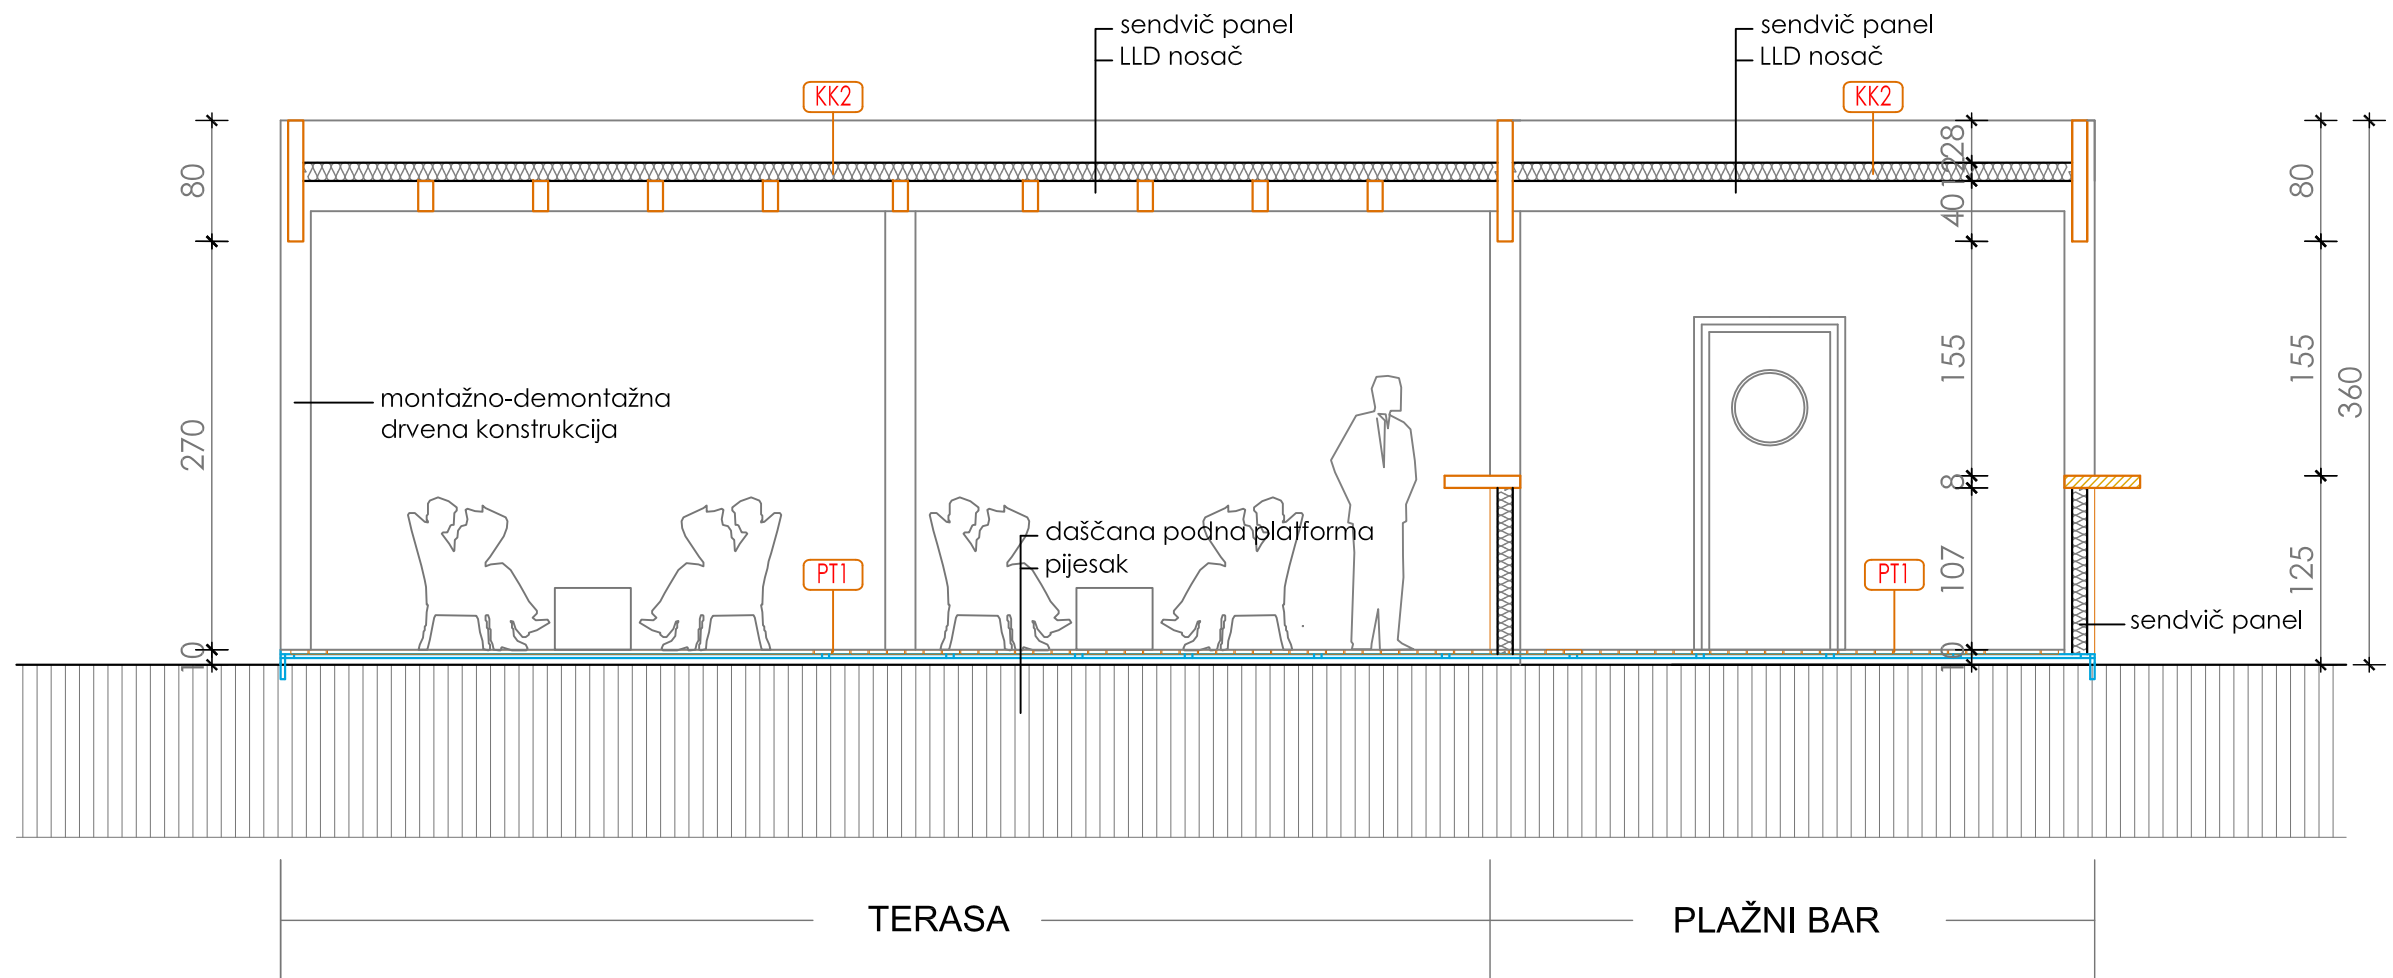 sendvič panel
LLD nosač
sendvič panel
LLD nosač
KK2
KK2
80
270
10
28
12
40
155
8
107
10
80
155
125
360
montažno-demontažna
drvena konstrukcija
daščana podna platforma
pijesak
PT1
PT1
sendvič panel
TERASA
PLAŽNI BAR